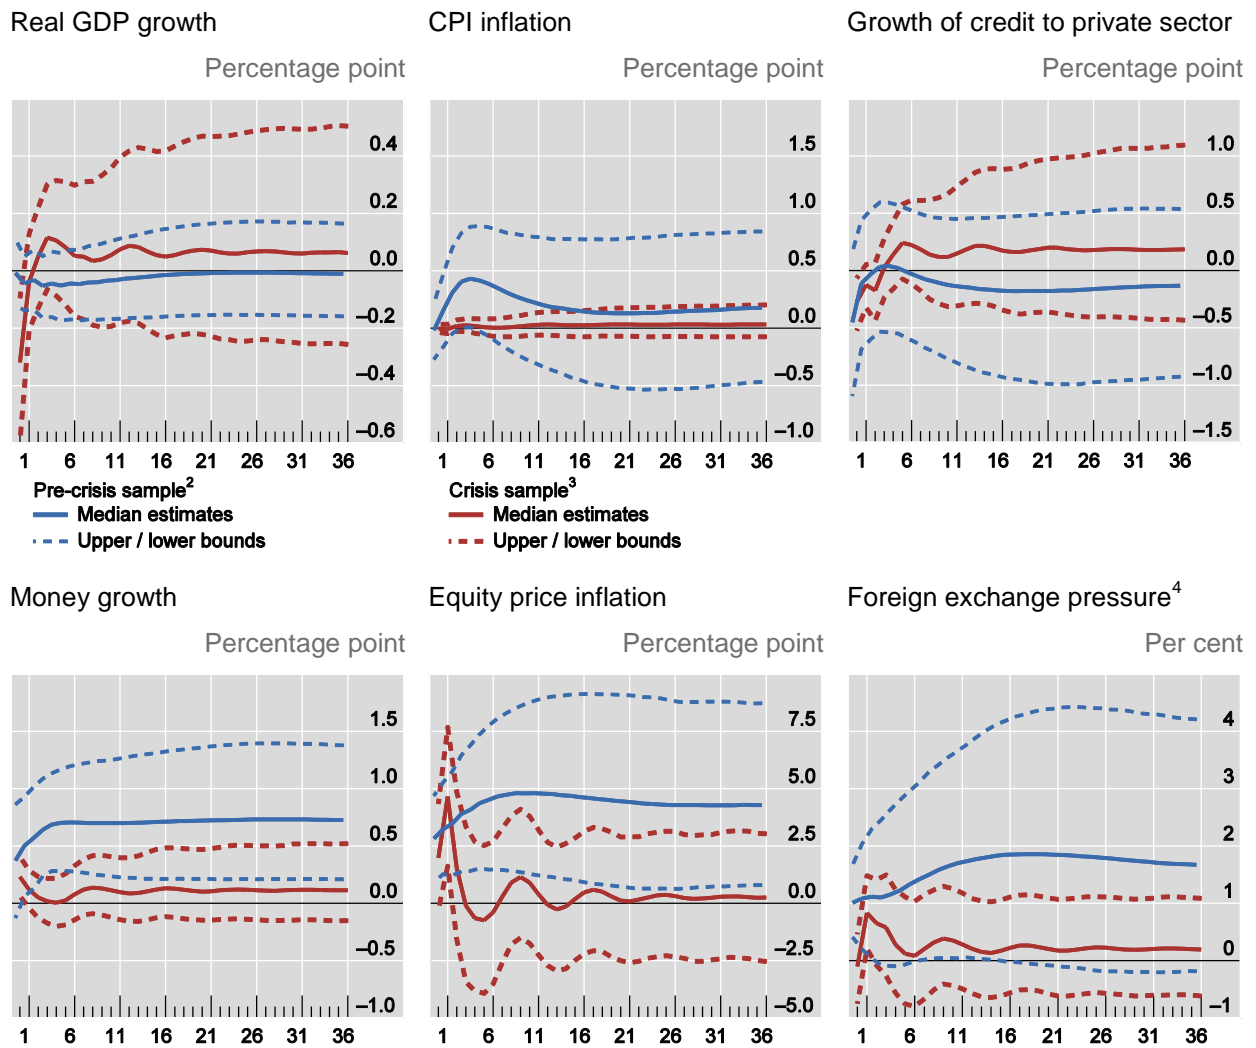 Real GDP growth
CPI inflation
Growth of credit to private sector
Percentage point
Percentage point
Percentage point
0.4
0.2
0.0
–0.2
–0.4
–0.6
1.5
1.0
0.5
0.0
–0.5
–1.0
1.0
0.5
0.0
–0.5
–1.0
–1.5
1 6 11 16 21 26 31 36
1 6 11 16 21 26 31 36
1 6 11 16 21 26 31 36
Pre-crisis sample2
Median estimates
Upper / lower bounds
Crisis sample3
Median estimates
Upper / lower bounds
Money growth
Equity price inflation
Foreign exchange pressure4
Percentage point
Percentage point
Per cent
1.5
1.0
0.5
0.0
–0.5
–1.0
7.5
5.0
2.5
0.0
–2.5
–5.0
4
3
2
1
0
–1
1 6 11 16 21 26 31 36
1 6 11 16 21 26 31 36
1 6 11 16 21 26 31 36